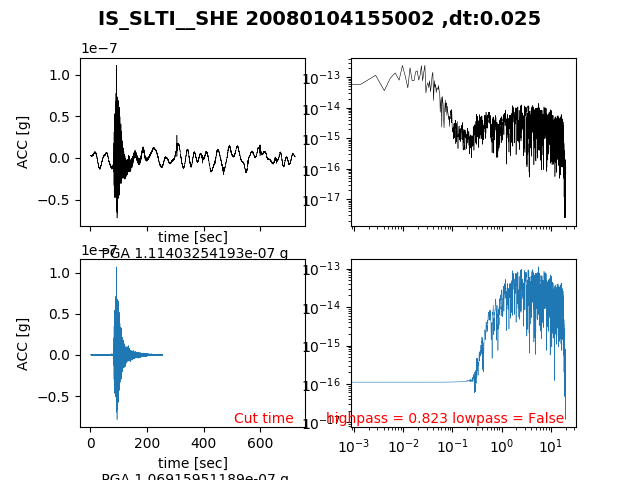 IS_SLTI__SHE 20080104155002 ,dt:0.025
1e−7
1.0
0.5
0.0
−0.5
ACC [g]
time [sec]
PGA 1.11403254193e-07 g
10−13
10−14
10−15
10−16
10−17
1e−7
1.0
0.5
0.0
−0.5
ACC [g]
Cut time
0 200 400 600
time [sec]
PGA 1.06915951189e-07 g
10−13
10−14
10−15
10−16
10−17
highpass = 0.823 lowpass = False
10−3 10−2 10−1 100 101